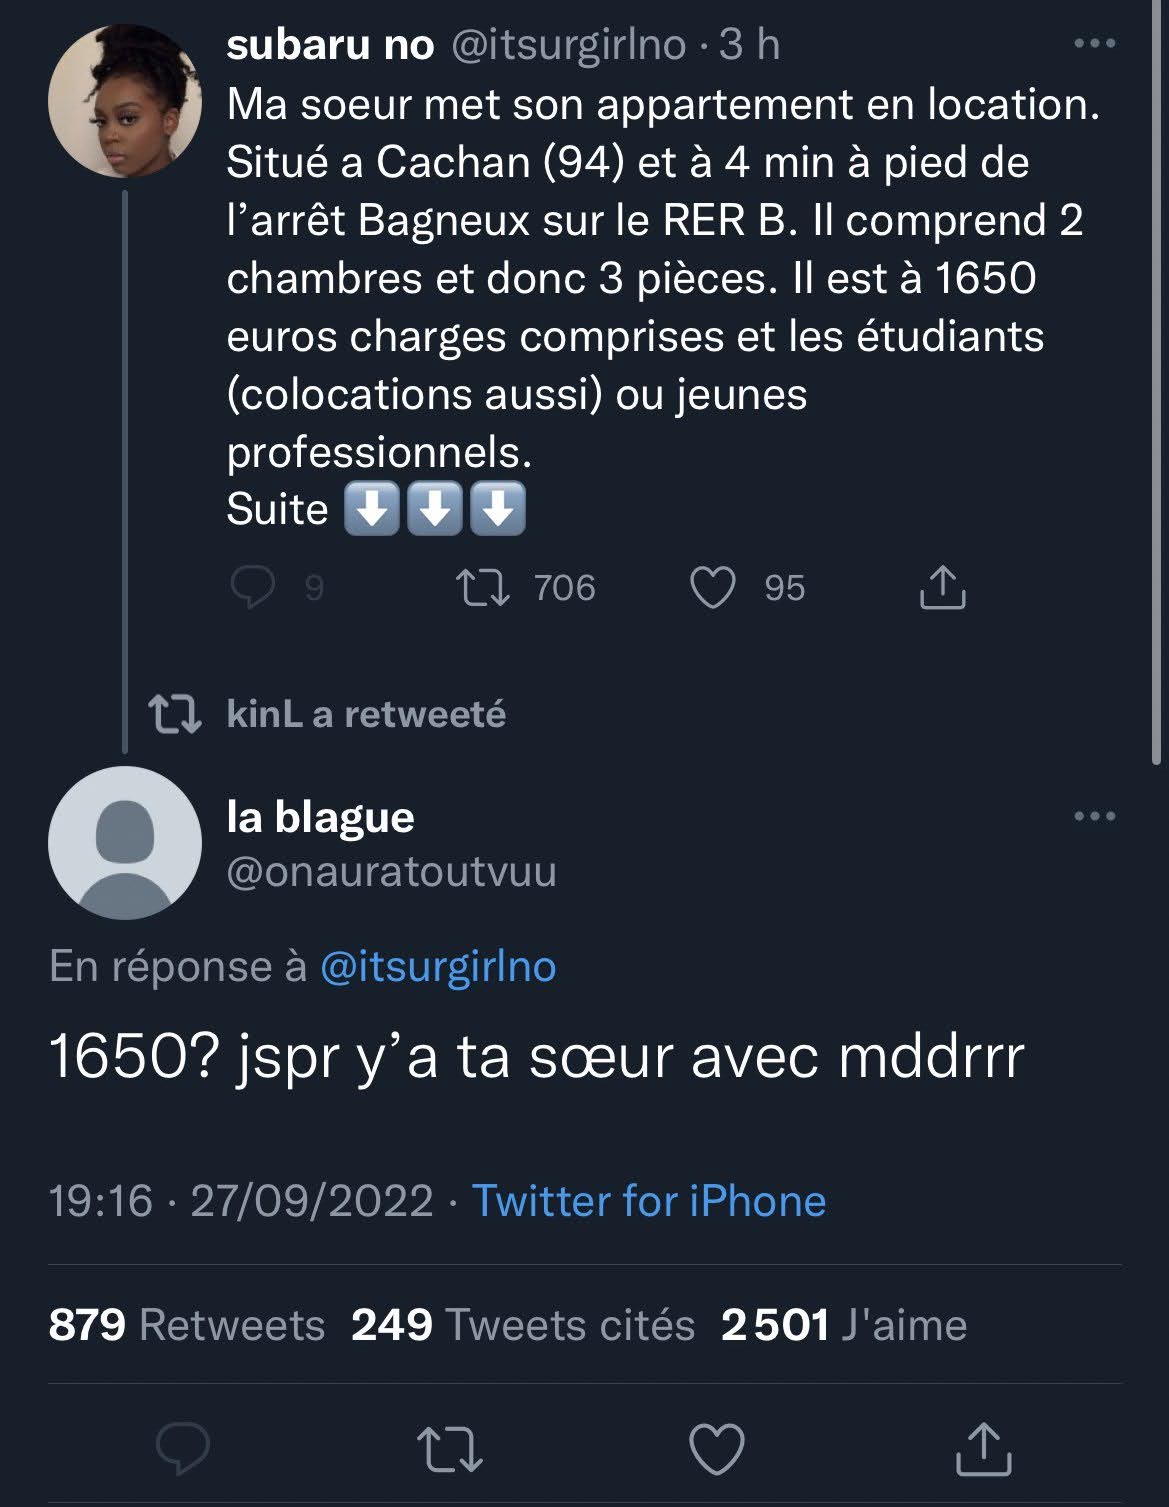 subaru no @itsurgirlno · 3 h
Ma soeur met son appartement en location.
Situé a Cachan (94) et à 4 min à pied de
l’arrêt Bagneux sur le RER B. Il comprend 2
chambres et donc 3 pièces. Il est à 1650
euros charges comprises et les étudiants
(colocations aussi) ou jeunes
professionnels.
Suite ⬇️⬇️⬇️
9 706 95
kinL a retweeté
la blague
@onauratoutvuu
En réponse à @itsurgirlno
1650? jspr y’a ta sœur avec mddrrr
19:16 · 27/09/2022 · Twitter for iPhone
879 Retweets 249 Tweets cités 2 501 J'aime